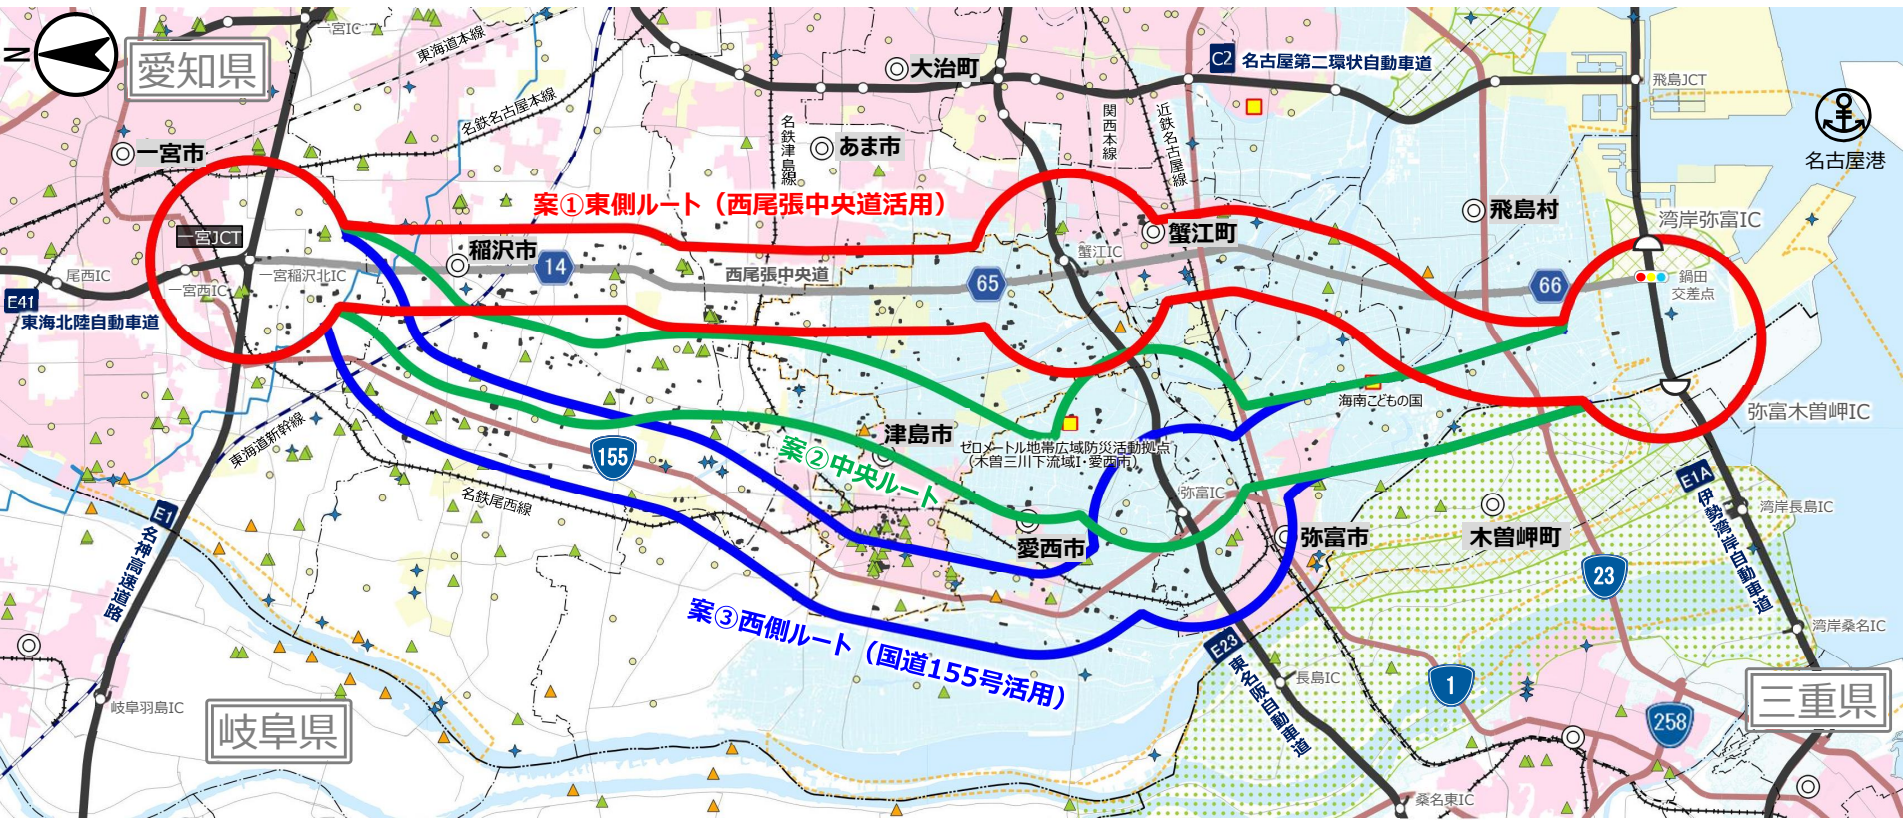 N
愛知県
一宮IC
東海道本線
名鉄名古屋本線
大治町
C2 名古屋第二環状自動車道
飛島JCT
名古屋港
一宮市
名鉄津島線
あま市
関西本線
近鉄名古屋線
案①東側ルート（西尾張中央道活用）
飛島村
湾岸弥富IC
一宮JCT
稲沢市
蟹江町
蟹江IC
尾西IC
一宮稲沢北IC
14
西尾張中央道
65
66
鍋田
交差点
一宮西IC
E41
東海北陸自動車道
海南こどもの国
弥富木曽岬IC
東海道新幹線
155
津島市
ゼロメートル地帯広域防災活動拠点
（木曽三川下流域I・愛西市）
案②中央ルート
名鉄尾西線
弥富IC
E1A
伊勢湾岸自動車道
湾岸長島IC
E1
名神高速道路
愛西市
弥富市
木曽岬町
23
案③西側ルート（国道155号活用）
湾岸桑名IC
E23
東名阪自動車道
長島IC
1
岐阜羽島IC
岐阜県
258
三重県
桑名東IC